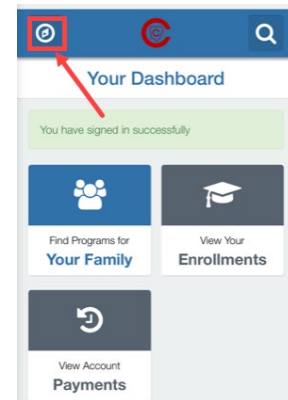 Your Dashboard
You have signed in successfully
Find Programs for
Your Family
View Your
Enrollments
View Account
Payments